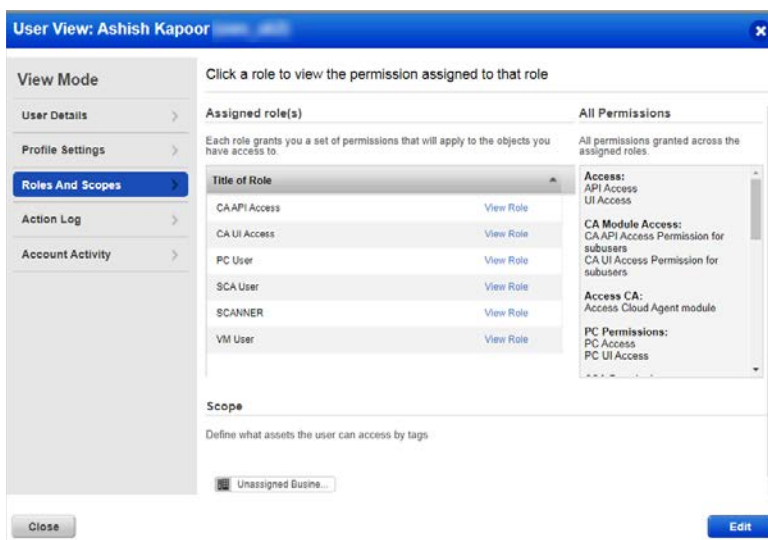 User View: Ashish Kapoor
View Mode
User Details
Profile Settings
Roles And Scopes
Action Log
Account Activity
Click a role to view the permission assigned to that role
Assigned role(s)
Each role grants you a set of permissions that will apply to the objects you
have access to.
Title of Role
CA API Access View Role
CA UI Access View Role
PC User View Role
SCA User View Role
SCANNER View Role
VM User View Role
All Permissions
All permissions granted across the
assigned roles.
Access:
API Access
UI Access
CA Module Access:
CA API Access Permission for
subusers
CA UI Access Permission for
subusers
Access CA:
Access Cloud Agent module
PC Permissions:
PC Access
PC UI Access
Scope
Define what assets the user can access by tags
Unassigned Busine...
Close
Edit